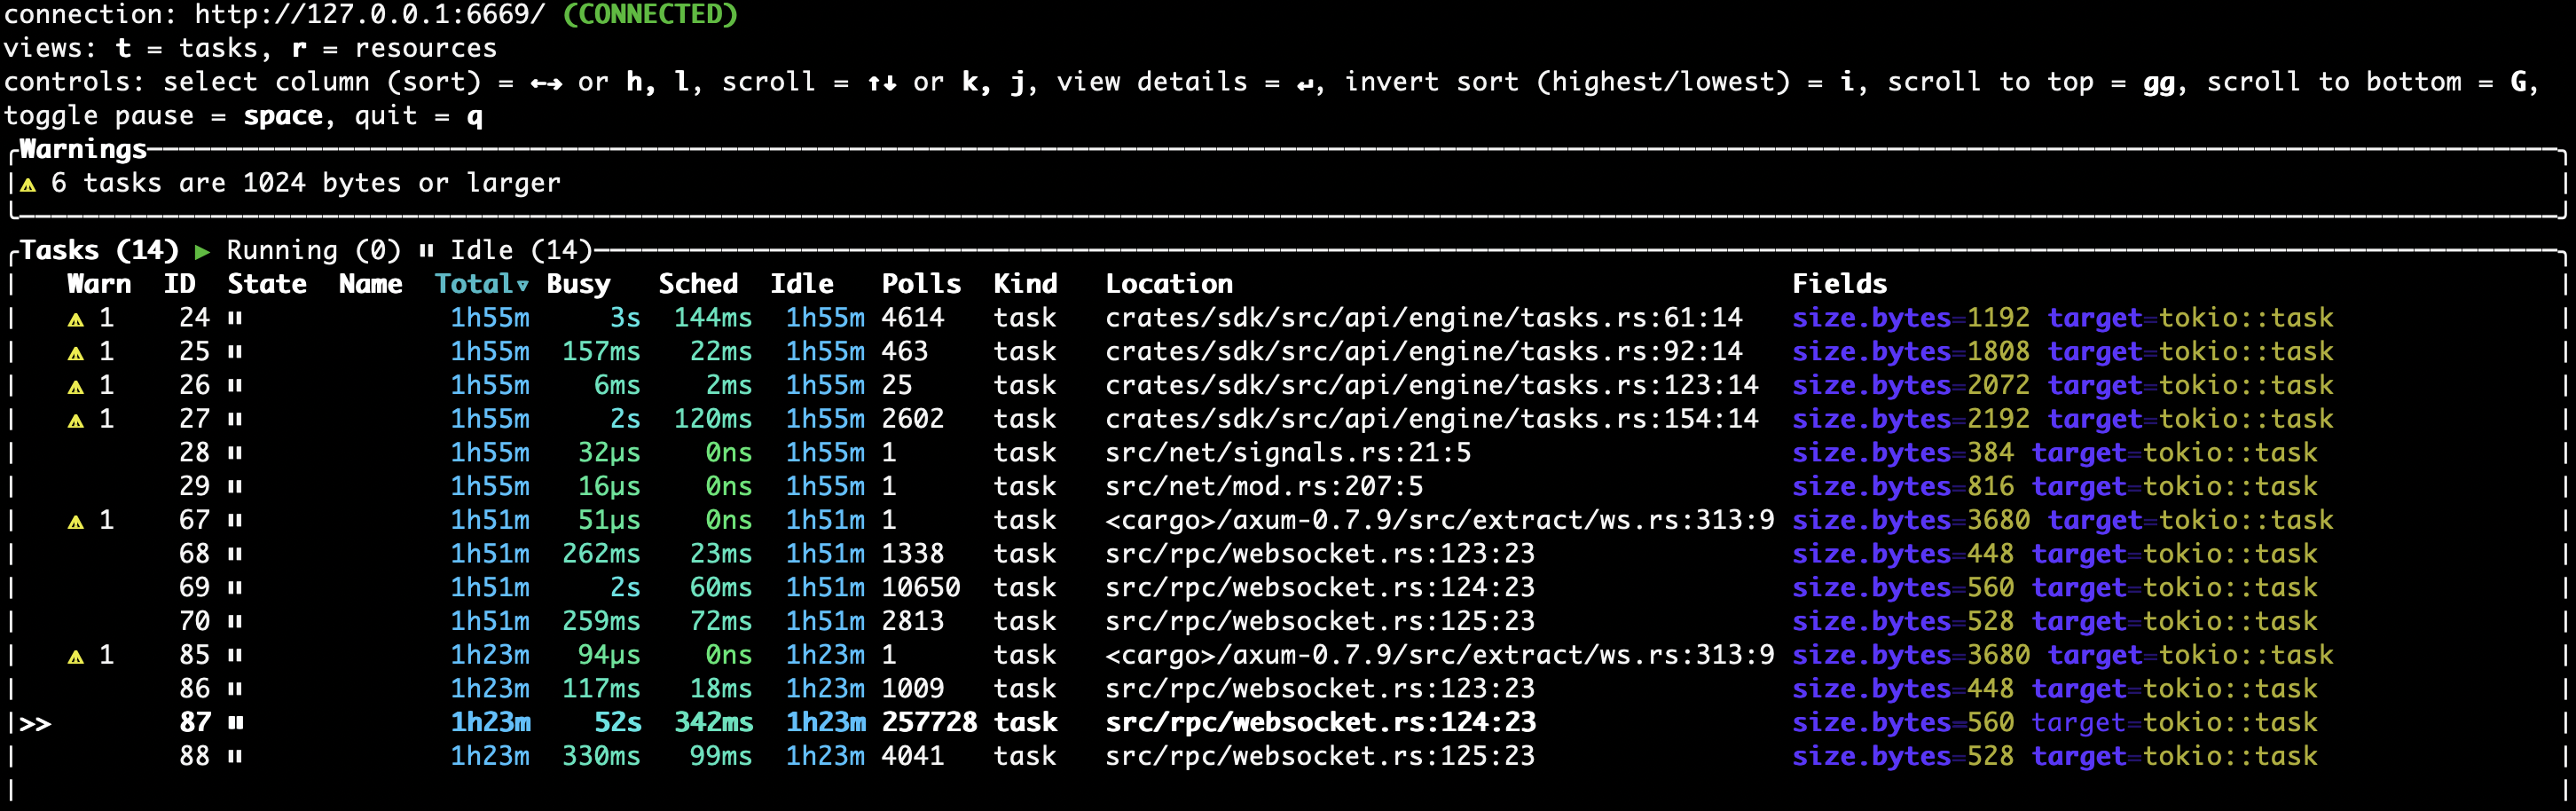 connection: http://127.0.0.1:6669/ (CONNECTED)
views: t = tasks, r = resources
controls: select column (sort) = ←→ or h, l, scroll = ↑↓ or k, j, view details = ↵, invert sort (highest/lowest) = i, scroll to top = gg, scroll to bottom = G,
toggle pause = space, quit = q
Warnings
⚠ 6 tasks are 1024 bytes or larger
Tasks (14) ▶ Running (0) ⏸ Idle (14)
Warn ID State Name Total▿ Busy Sched Idle Polls Kind Location Fields
⚠ 1 24 ⏸ 1h55m 3s 144ms 1h55m 4614 task crates/sdk/src/api/engine/tasks.rs:61:14 size.bytes=1192 target=tokio::task
⚠ 1 25 ⏸ 1h55m 157ms 22ms 1h55m 463 task crates/sdk/src/api/engine/tasks.rs:92:14 size.bytes=1808 target=tokio::task
⚠ 1 26 ⏸ 1h55m 6ms 2ms 1h55m 25 task crates/sdk/src/api/engine/tasks.rs:123:14 size.bytes=2072 target=tokio::task
⚠ 1 27 ⏸ 1h55m 2s 120ms 1h55m 2602 task crates/sdk/src/api/engine/tasks.rs:154:14 size.bytes=2192 target=tokio::task
28 ⏸ 1h55m 32µs 0ns 1h55m 1 task src/net/signals.rs:21:5 size.bytes=384 target=tokio::task
29 ⏸ 1h55m 16µs 0ns 1h55m 1 task src/net/mod.rs:207:5 size.bytes=816 target=tokio::task
⚠ 1 67 ⏸ 1h51m 51µs 0ns 1h51m 1 task <cargo>/axum-0.7.9/src/extract/ws.rs:313:9 size.bytes=3680 target=tokio::task
68 ⏸ 1h51m 262ms 23ms 1h51m 1338 task src/rpc/websocket.rs:123:23 size.bytes=448 target=tokio::task
69 ⏸ 1h51m 2s 60ms 1h51m 10650 task src/rpc/websocket.rs:124:23 size.bytes=560 target=tokio::task
70 ⏸ 1h51m 259ms 72ms 1h51m 2813 task src/rpc/websocket.rs:125:23 size.bytes=528 target=tokio::task
⚠ 1 85 ⏸ 1h23m 94µs 0ns 1h23m 1 task <cargo>/axum-0.7.9/src/extract/ws.rs:313:9 size.bytes=3680 target=tokio::task
86 ⏸ 1h23m 117ms 18ms 1h23m 1009 task src/rpc/websocket.rs:123:23 size.bytes=448 target=tokio::task
>> 87 ⏸ 1h23m 52s 342ms 1h23m 257728 task src/rpc/websocket.rs:124:23 size.bytes=560 target=tokio::task
88 ⏸ 1h23m 330ms 99ms 1h23m 4041 task src/rpc/websocket.rs:125:23 size.bytes=528 target=tokio::task